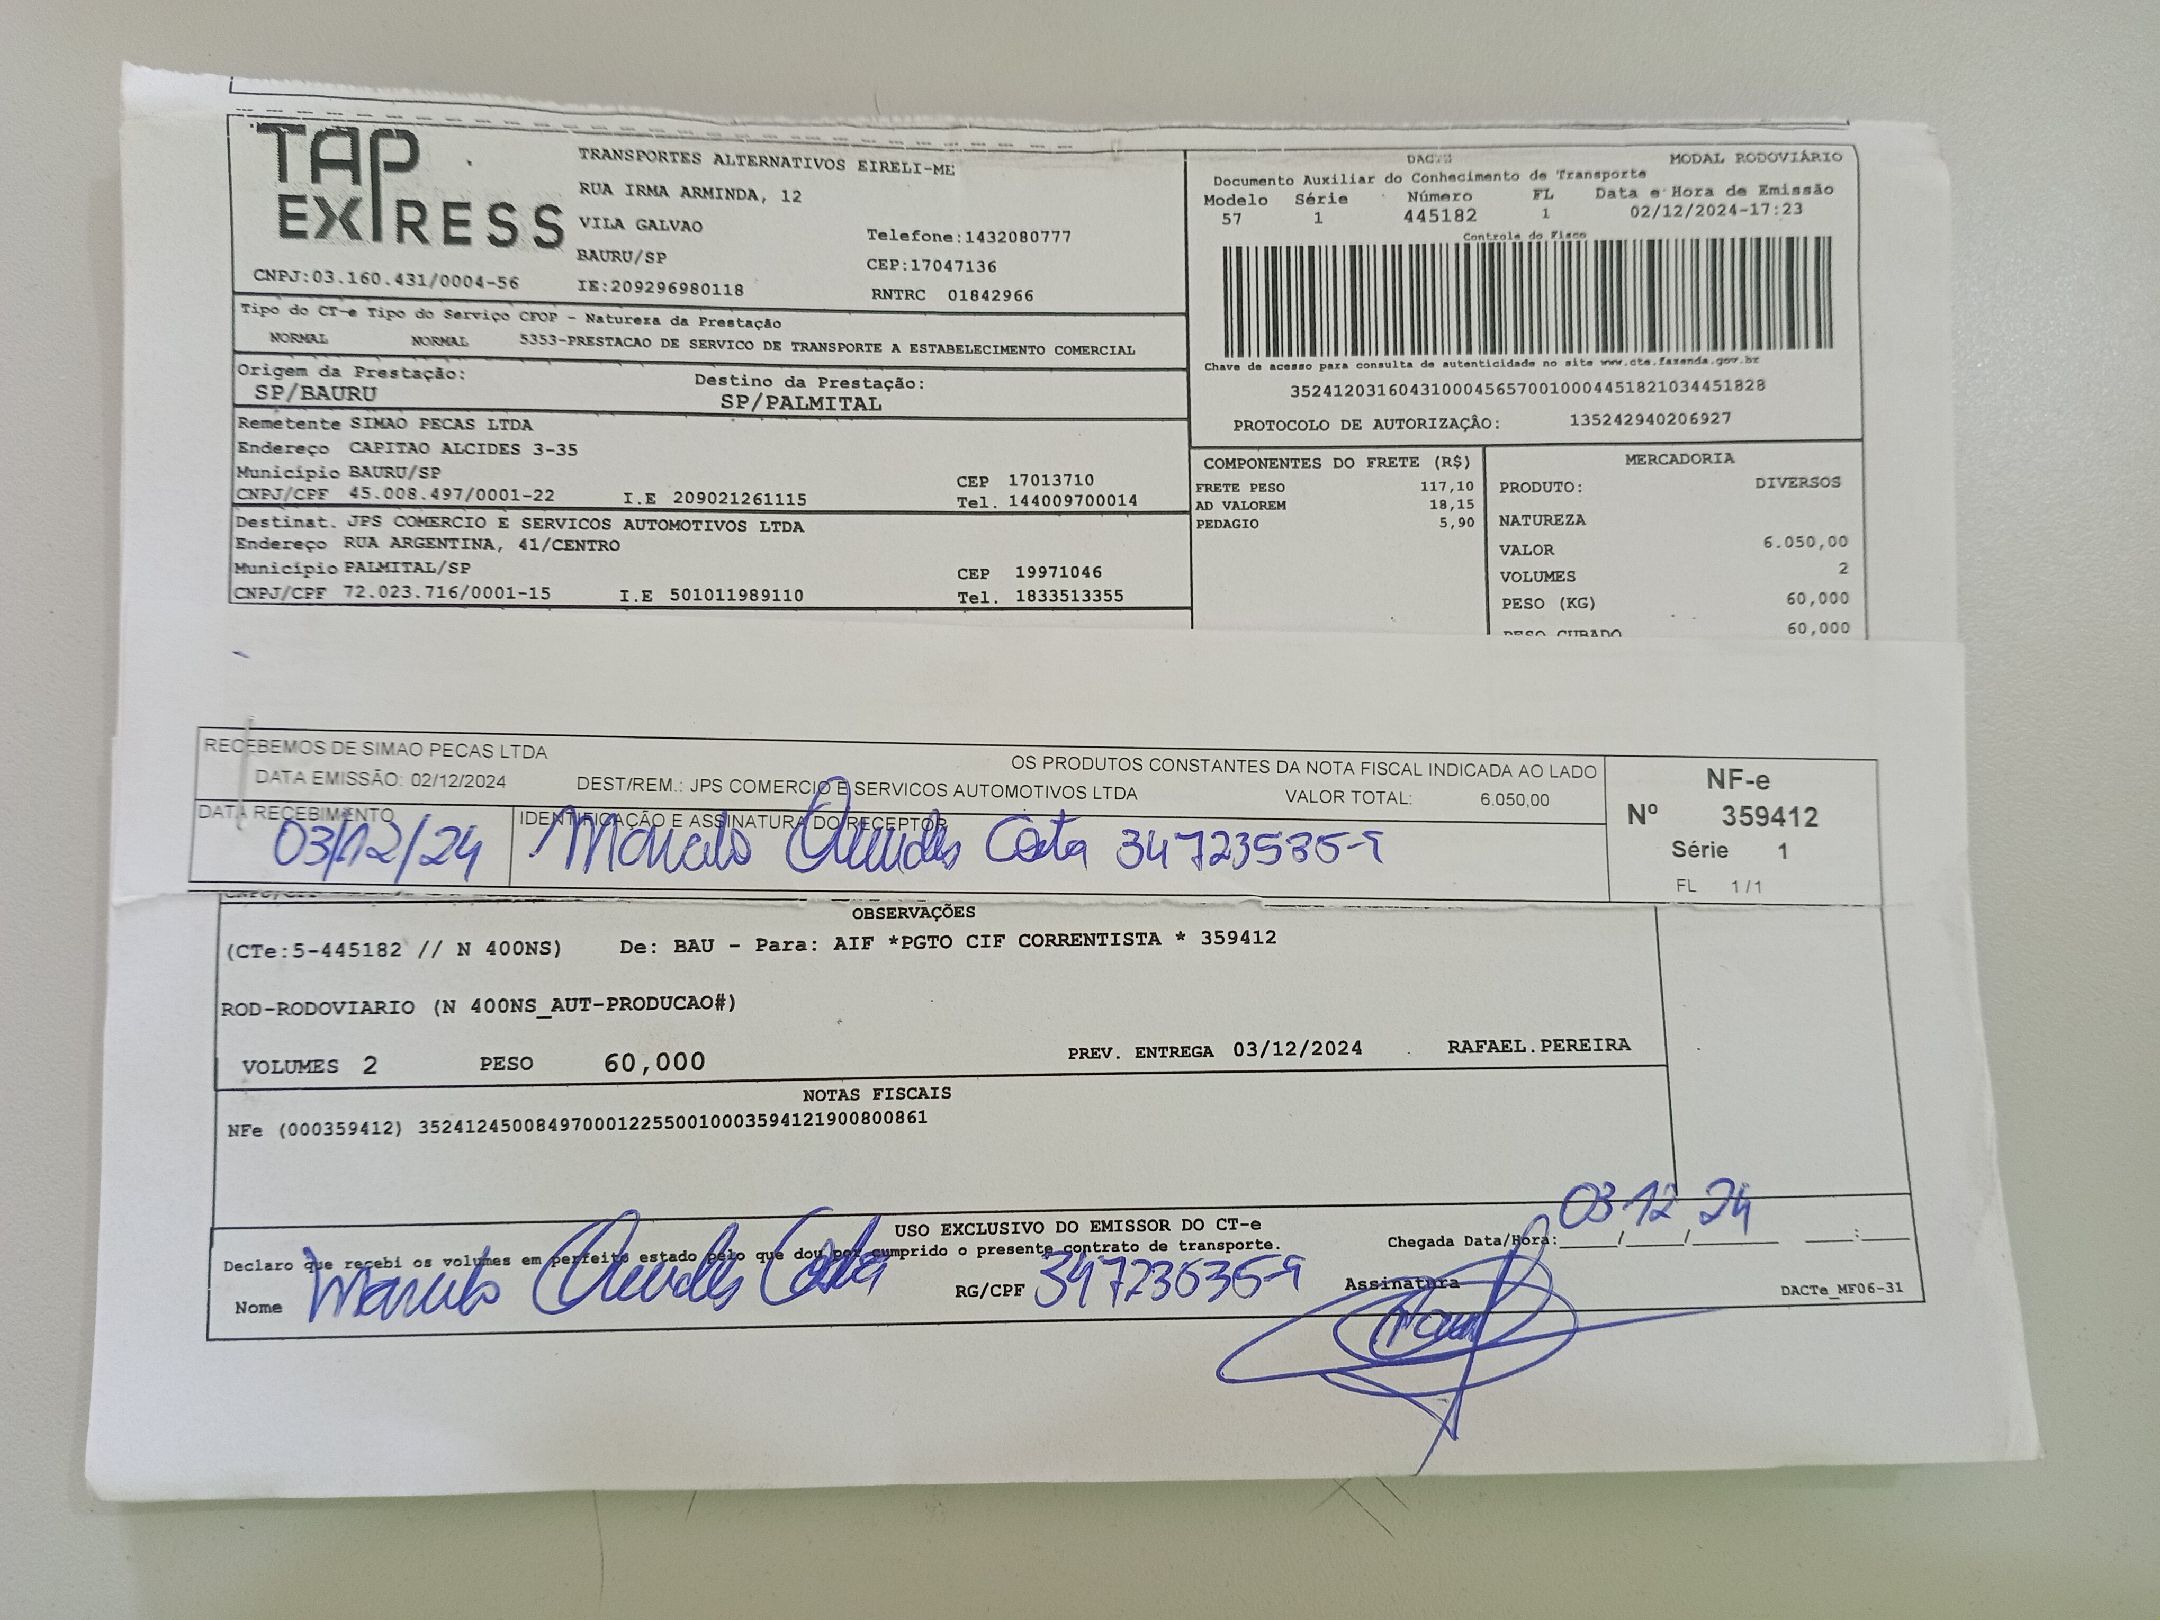 TAP EXPRESS
CNPJ:03.160.431/0004-56
TRANSPORTES ALTERNATIVOS EIRELI-ME
RUA IRMA ARMINDA, 12
VILA GALVAO
BAURU/SP
IE:209296980118
Telefone:1432080777
CEP:17047136
RNTRC 01842966
DACTE
MODAL RODOVIÁRIO
Documento Auxiliar do Conhecimento de Transporte
Modelo Série Número FL Data e Hora de Emissão
57 1 445182 1 02/12/2024-17:23
Controle do Fisco
Chave de acesso para consulta de autenticidade no site www.cte.fazenda.gov.br
35241203160431000456570010004451821034451828
PROTOCOLO DE AUTORIZAÇÂO: 135242940206927
Tipo do CT-e Tipo do Serviço CFOP - Natureza da Prestação
NORMAL NORMAL 5353-PRESTACAO DE SERVICO DE TRANSPORTE A ESTABELECIMENTO COMERCIAL
Origem da Prestação: Destino da Prestação:
SP/BAURU SP/PALMITAL
Remetente SIMAO PECAS LTDA
Endereço CAPITAO ALCIDES 3-35
Município BAURU/SP CEP 17013710
CNPJ/CPF 45.008.497/0001-22 I.E 209021261115 Tel. 144009700014
Destinat. JPS COMERCIO E SERVICOS AUTOMOTIVOS LTDA
Endereço RUA ARGENTINA, 41/CENTRO
Município PALMITAL/SP CEP 19971046
CNPJ/CPF 72.023.716/0001-15 I.E 501011989110 Tel. 1833513355
COMPONENTES DO FRETE (R$)
FRETE PESO 117,10
AD VALOREM 18,15
PEDAGIO 5,90
MERCADORIA
PRODUTO: DIVERSOS
NATUREZA
VALOR 6.050,00
VOLUMES 2
PESO (KG) 60,000
PESO CUBADO 60,000
RECEBEMOS DE SIMAO PECAS LTDA OS PRODUTOS CONSTANTES DA NOTA FISCAL INDICADA AO LADO
DATA EMISSÃO: 02/12/2024 DEST/REM.: JPS COMERCIO E SERVICOS AUTOMOTIVOS LTDA VALOR TOTAL: 6.050,00
DATA RECEBIMENTO IDENTIFICAÇÃO E ASSINATURA DO RECEPTOR
03/12/24 Costa 34723535-9
NF-e
Nº 359412
Série 1
FL 1/1
OBSERVAÇÕES
(CTe:5-445182 // N 400NS) De: BAU - Para: AIF *PGTO CIF CORRENTISTA * 359412
ROD-RODOVIARIO (N 400NS_AUT-PRODUCAO#)
VOLUMES 2 PESO 60,000 PREV. ENTREGA 03/12/2024 RAFAEL.PEREIRA
NOTAS FISCAIS
NFe (000359412) 35241245008497000122550010003594121900800861
USO EXCLUSIVO DO EMISSOR DO CT-e
Declaro que recebi os volumes em perfeito estado pelo que dou por cumprido o presente contrato de transporte.
Chegada Data/Hora: 03/12/24 :
Nome Costa RG/CPF 34723535-9 Assinatura
DACTe_MF06-31